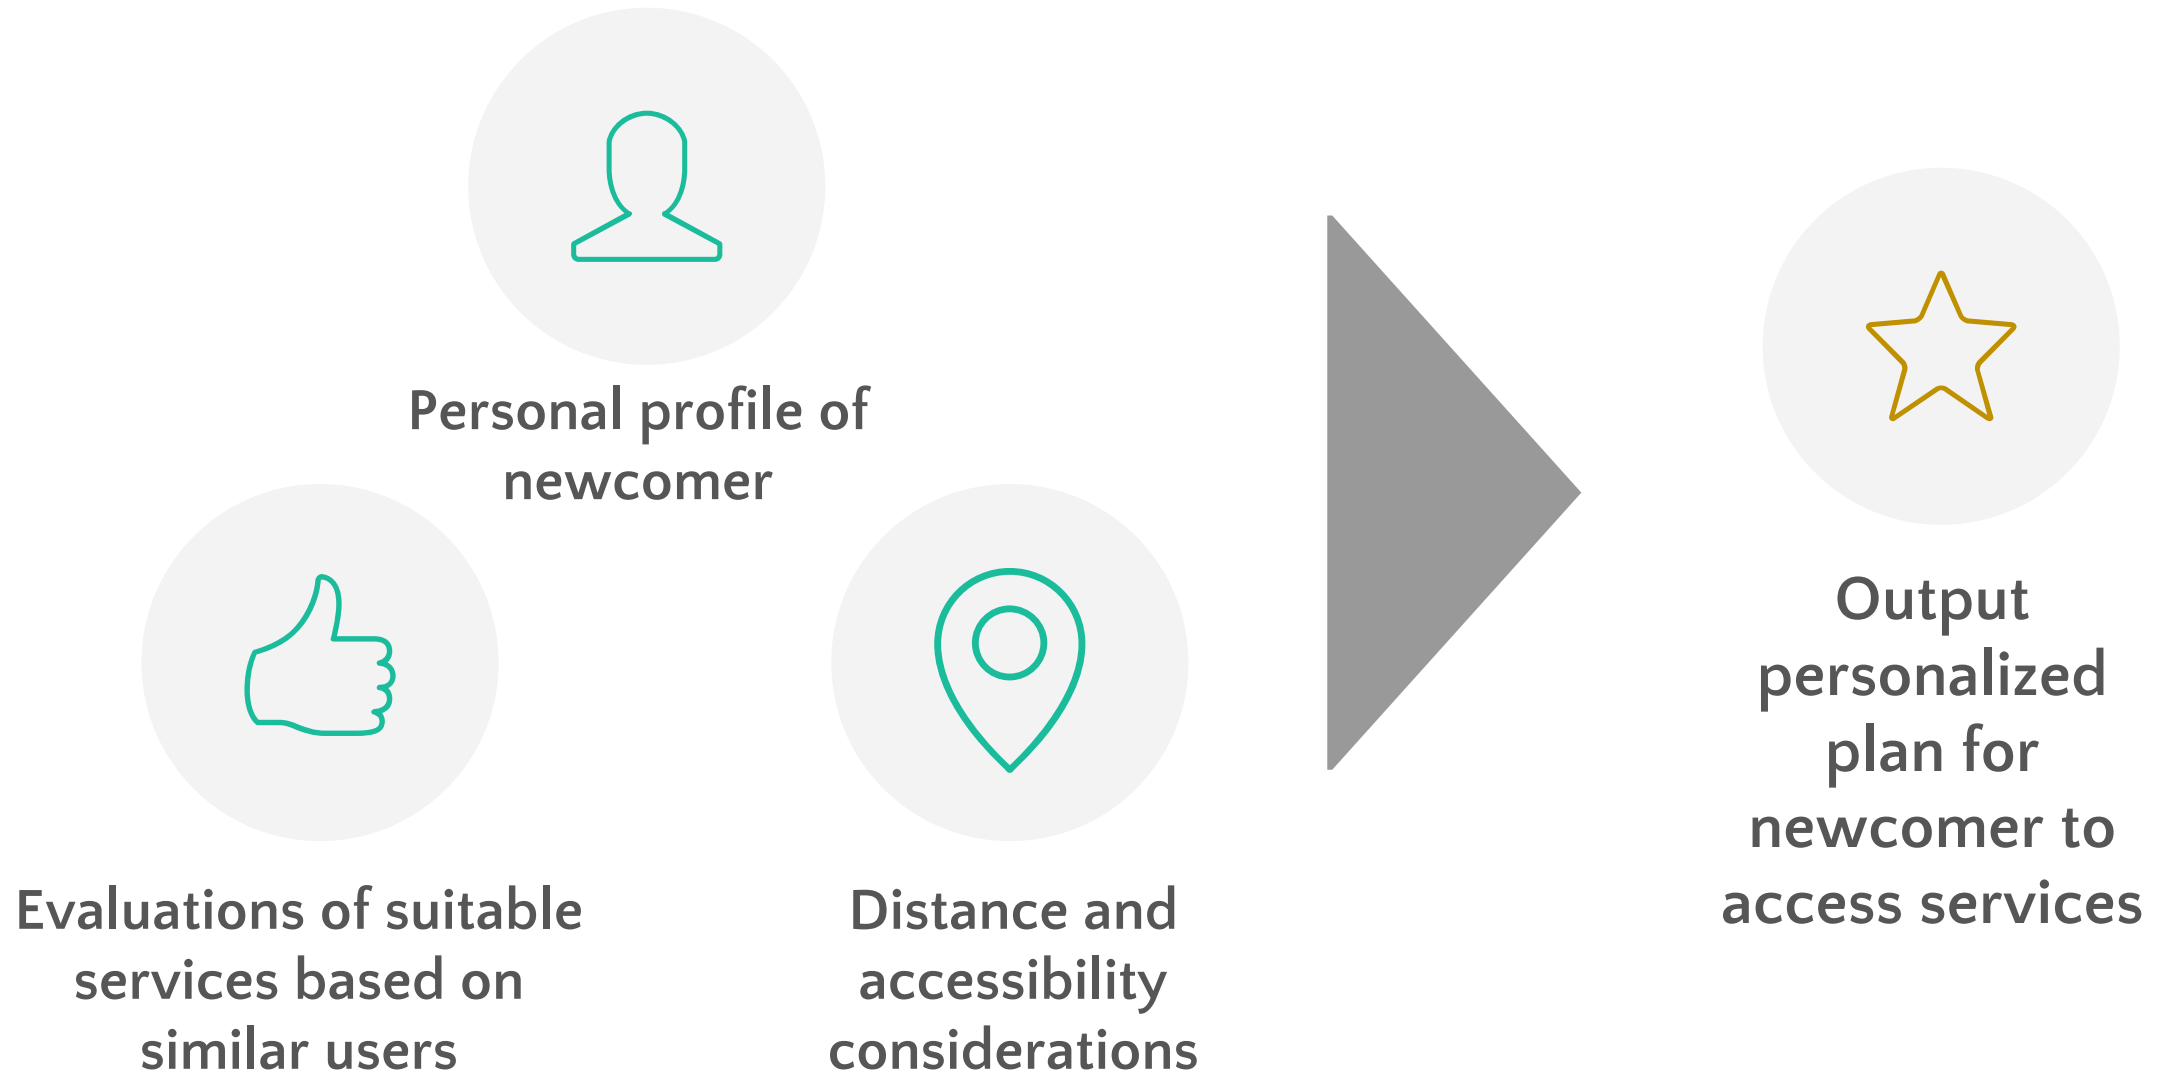 Personal profile of
newcomer
Evaluations of suitable
services based on
similar users
Distance and
accessibility
considerations
Output
personalized
plan for
newcomer to
access services